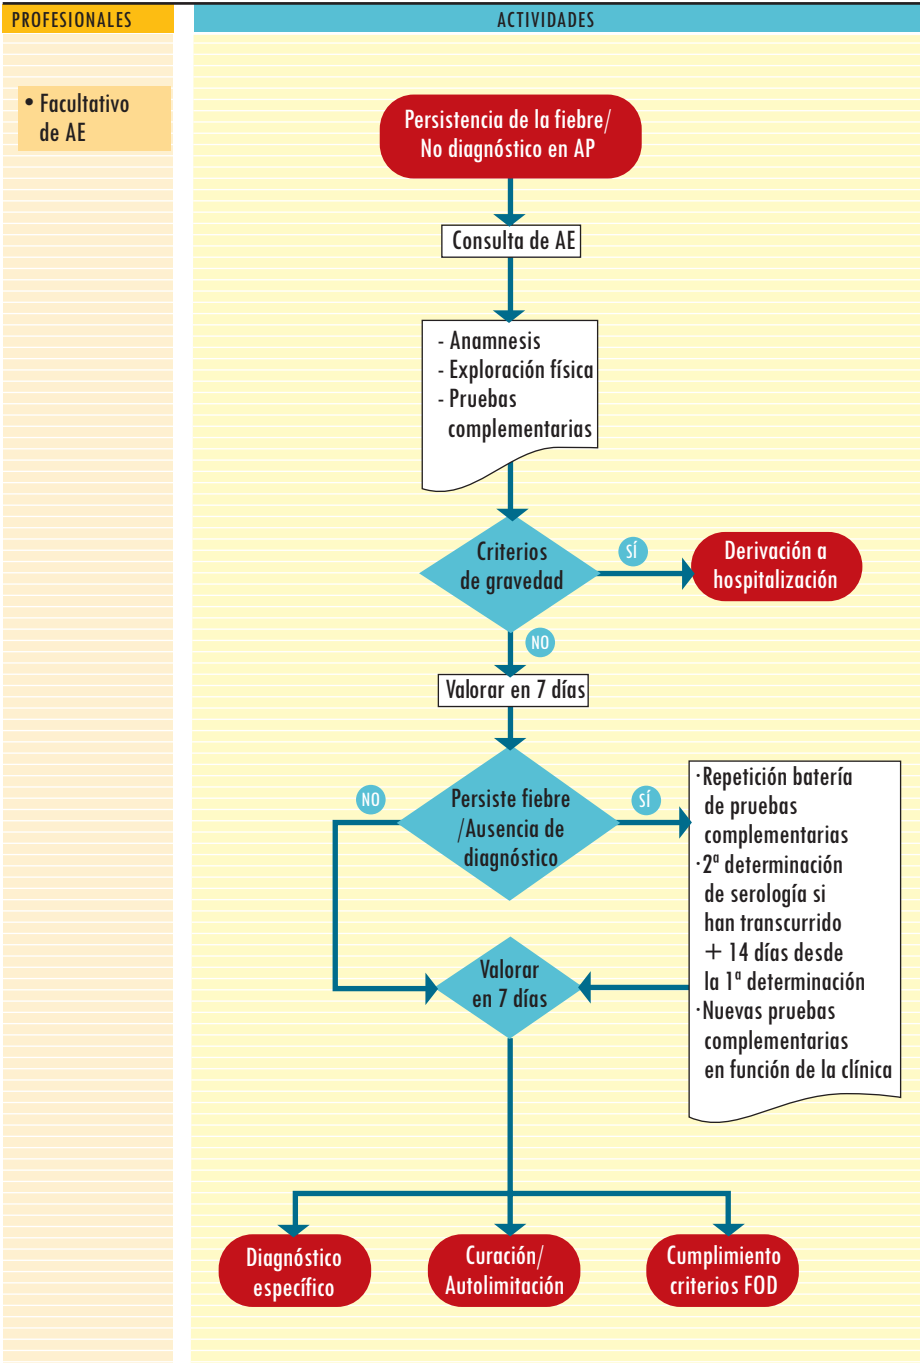 PROFESIONALES
ACTIVIDADES
• Facultativo
de AE
Persistencia de la fiebre/
No diagnóstico en AP
Consulta de AE
- Anamnesis
- Exploración física
- Pruebas
complementarias
Criterios
de gravedad
SÍ
Derivación a
hospitalización
NO
Valorar en 7 días
NO
Persiste fiebre
/Ausencia de
diagnóstico
SÍ
·Repetición batería
de pruebas
complementarias
·2ª determinación
de serología si
han transcurrido
+ 14 días desde
la 1ª determinación
·Nuevas pruebas
complementarias
en función de la clínica
Valorar
en 7 días
Diagnóstico
específico
Curación/
Autolimitación
Cumplimiento
criterios FOD